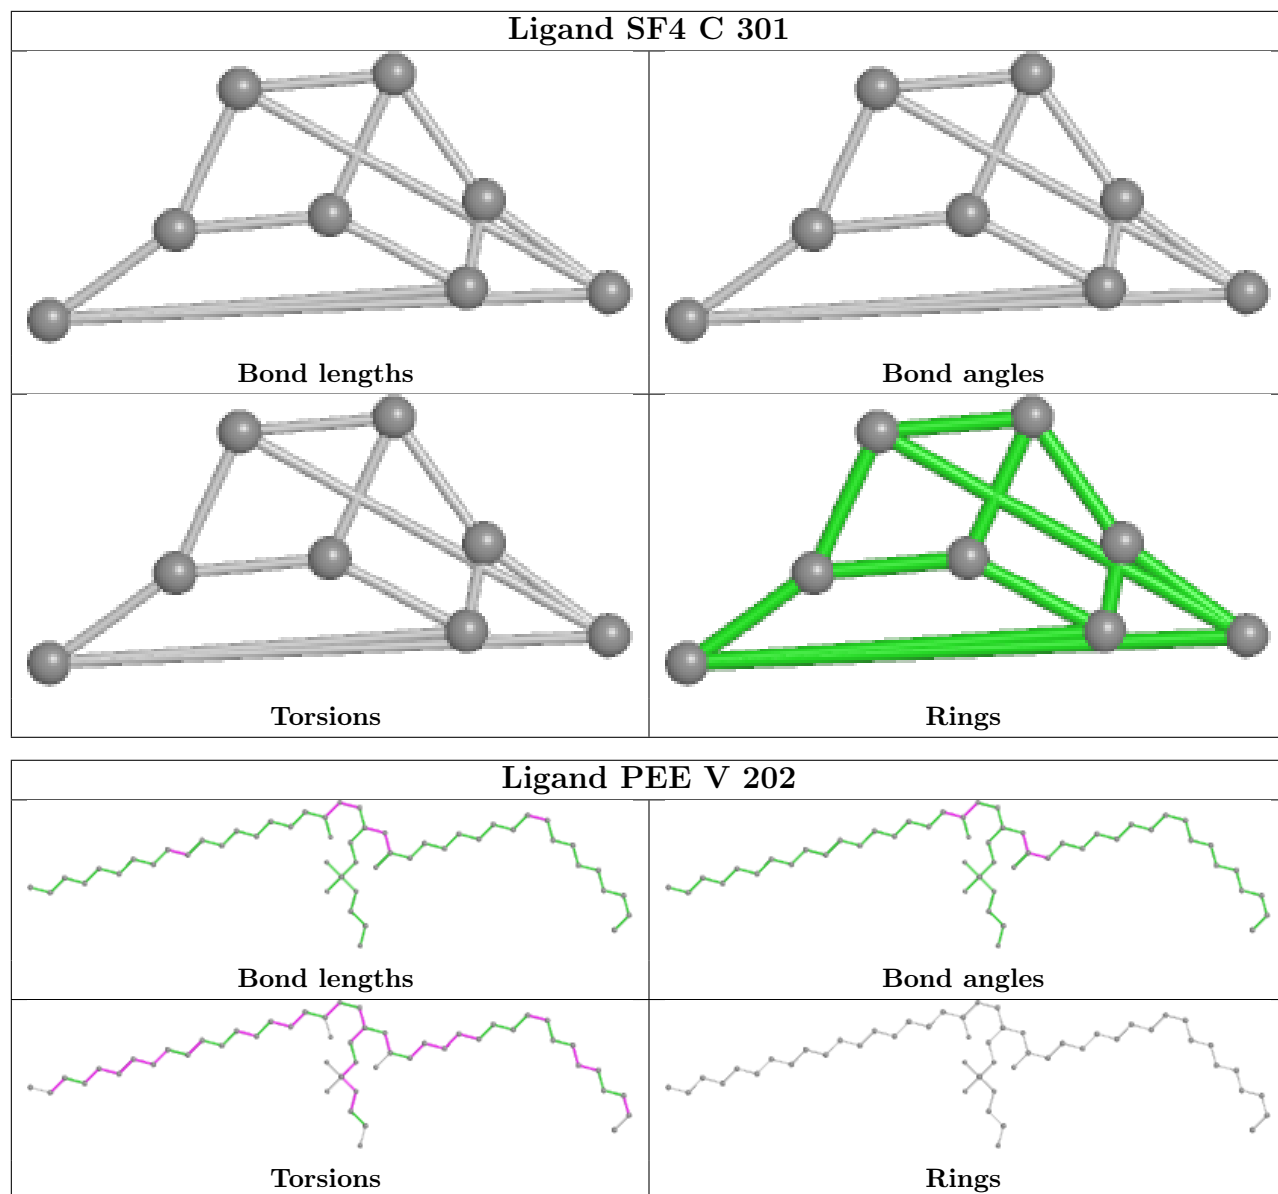 Ligand SF4 C 301
Bond lengths
Bond angles
Torsions
Rings
Ligand PEE V 202
Bond lengths
Bond angles
Torsions
Rings